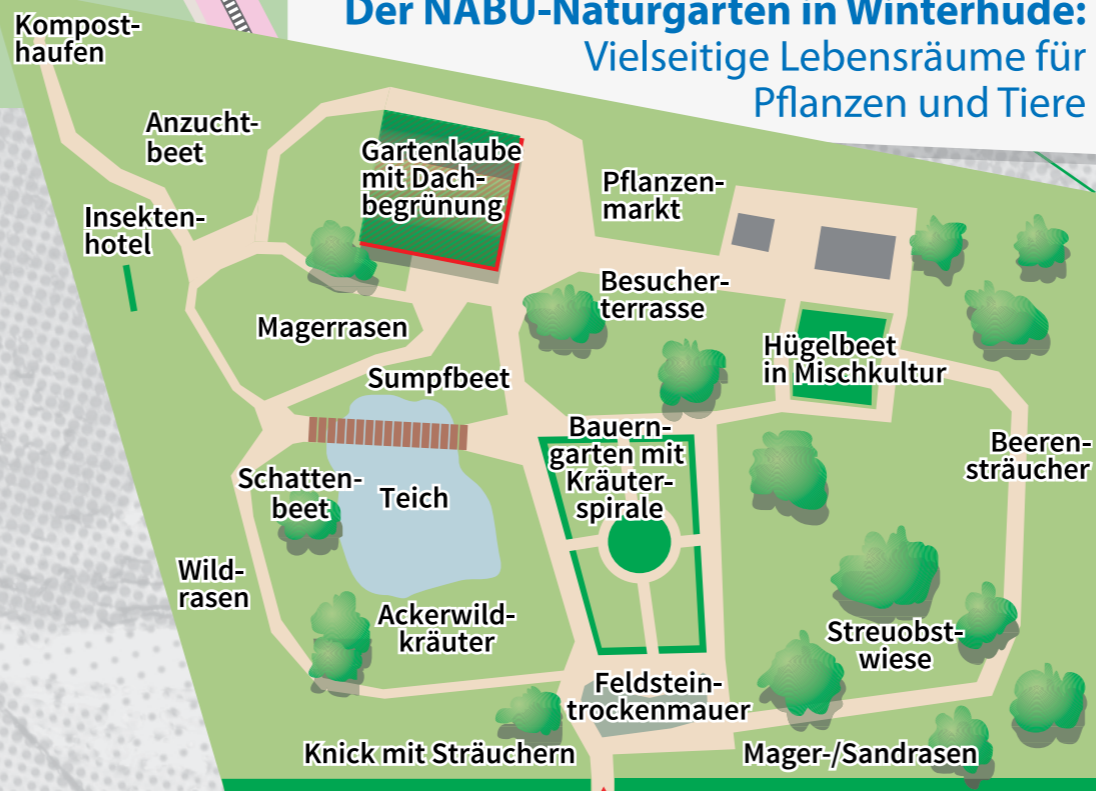 Der NABU-Naturgarten in Winterhude:
Vielseitige Lebensräume für
Pflanzen und Tiere
Kompost-
haufen
Anzucht-
beet
Gartenlaube
mit Dach-
begrünung
Pflanzen-
markt
Insekten-
hotel
Besucher-
terrasse
Magerrasen
Hügelbeet
in Mischkultur
Sumpfbeet
Bauern-
garten mit
Kräuter-
spirale
Beeren-
sträucher
Schatten-
beet
Teich
Wild-
rasen
Ackerwild-
kräuter
Streuobst-
wiese
Feldstein-
trockenmauer
Knick mit Sträuchern
Mager-/Sandrasen